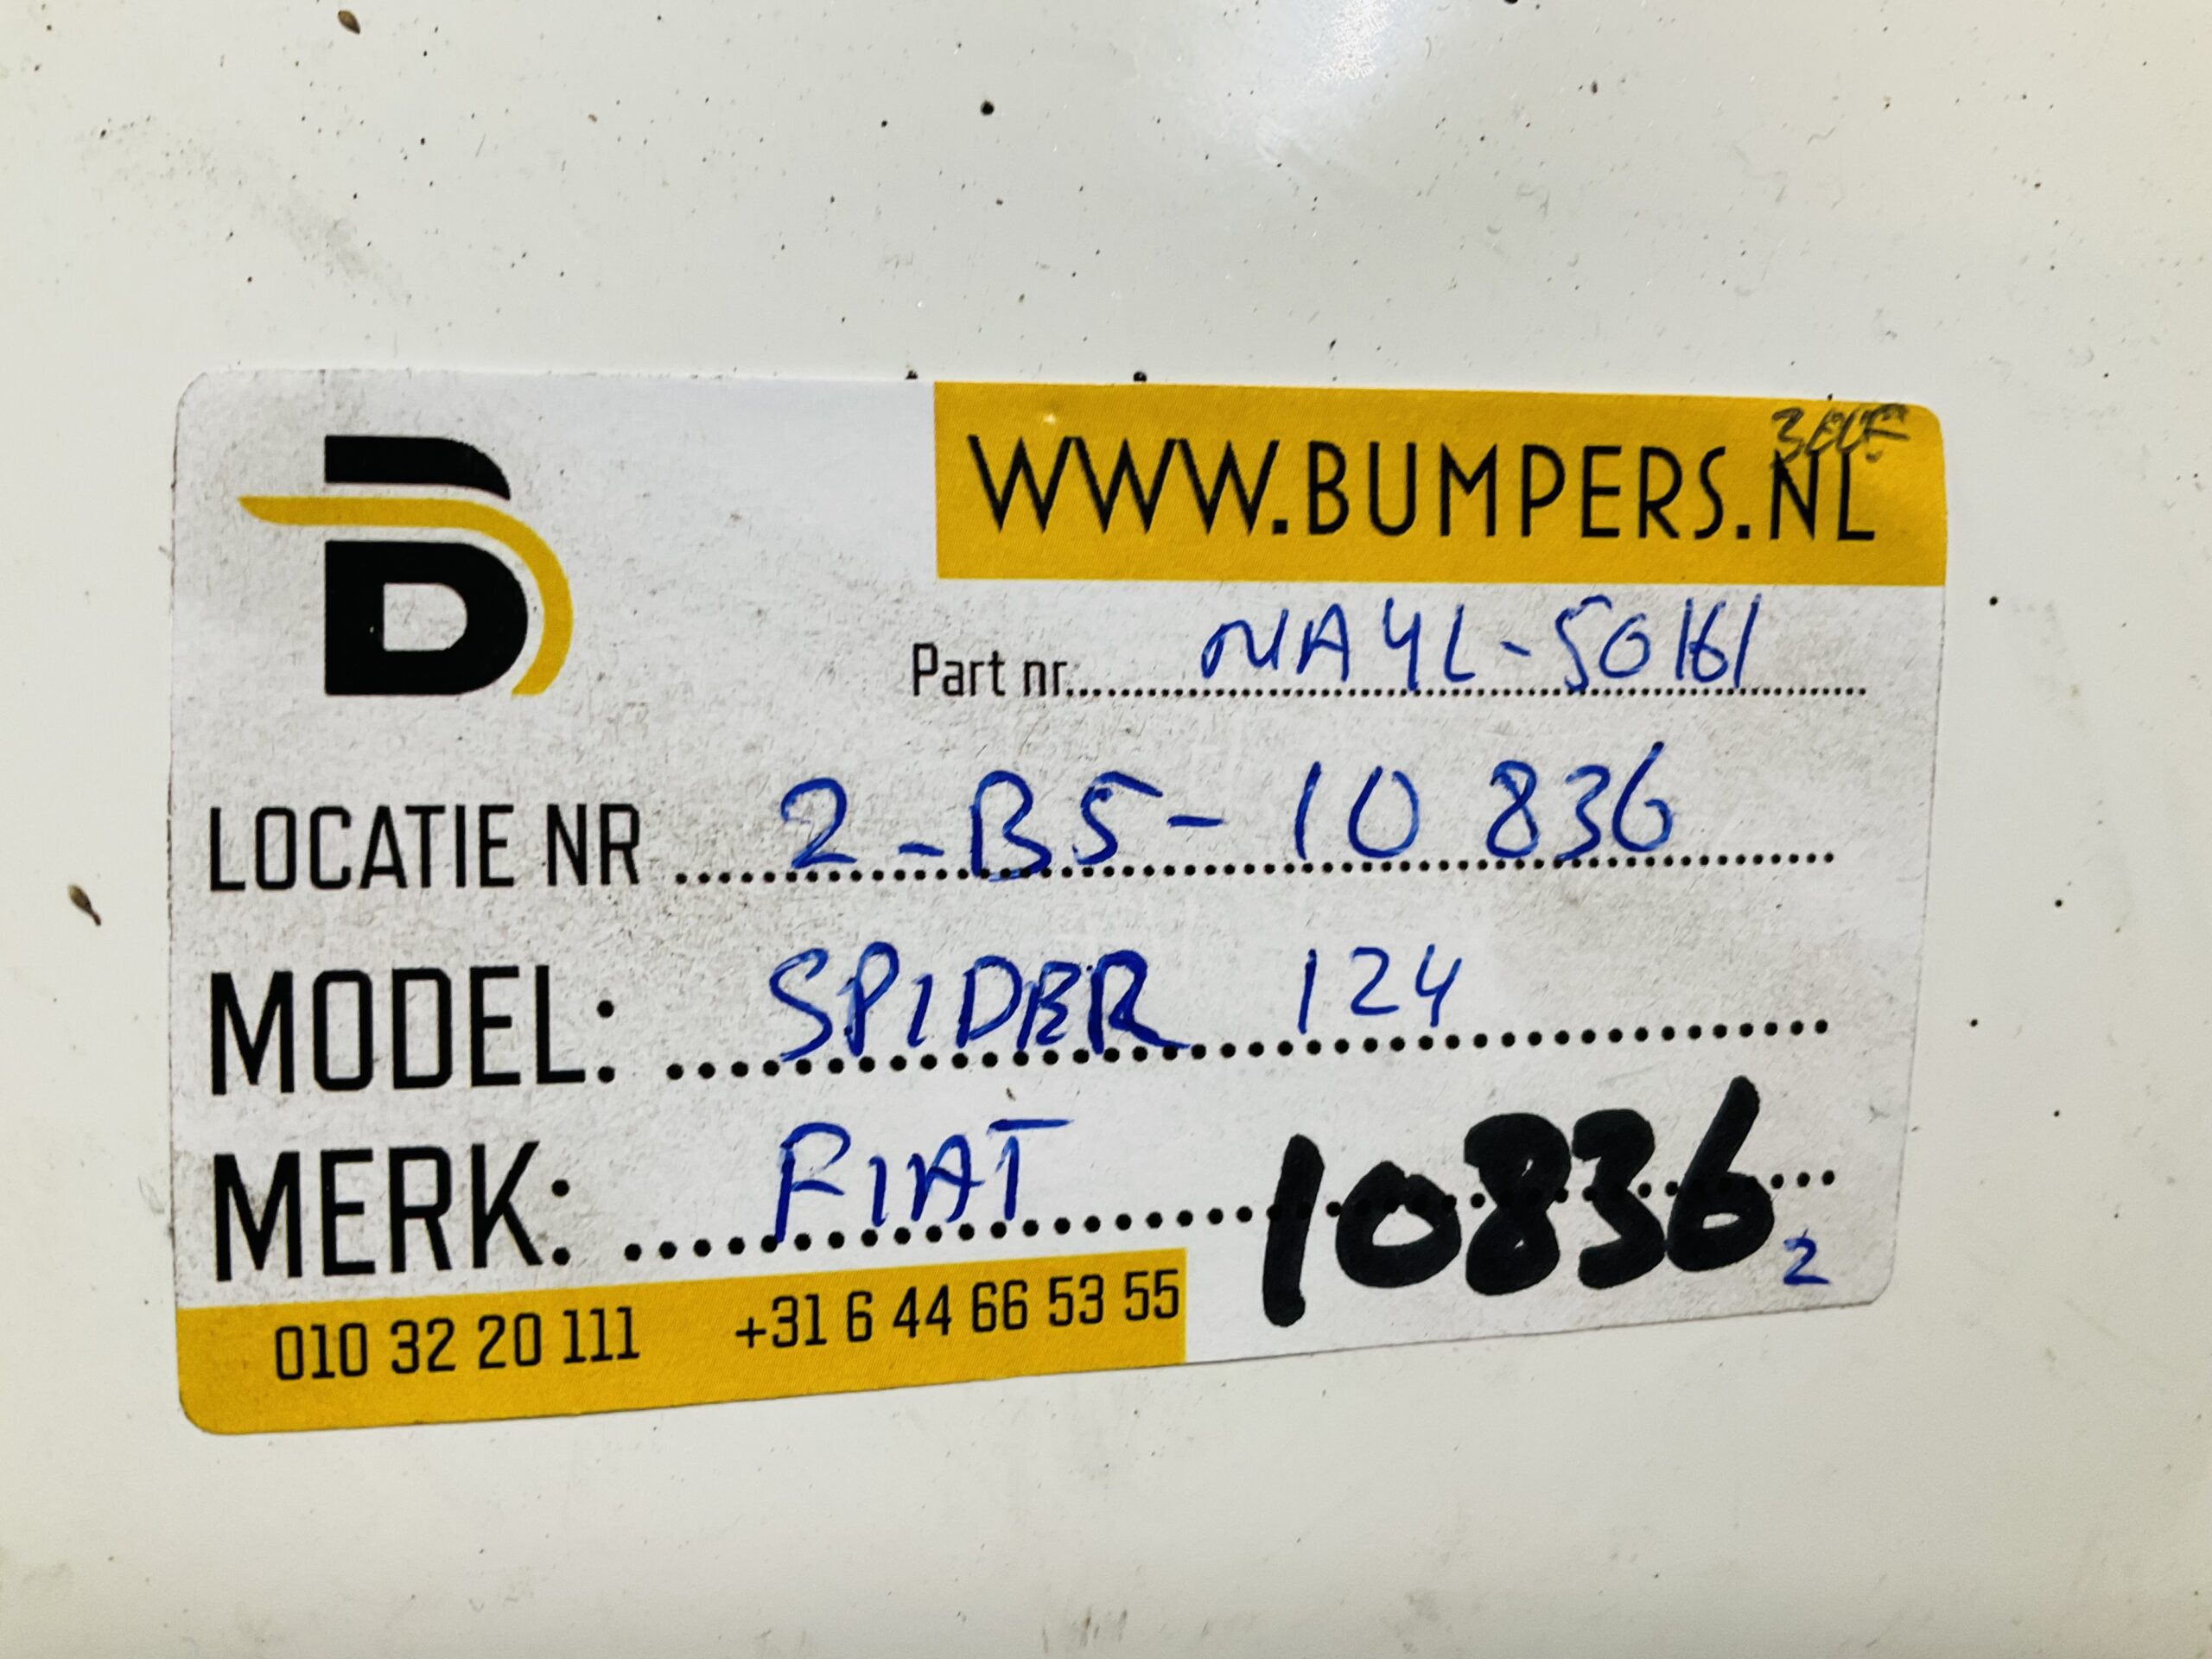 WWW.BUMPERS.NL
Part nr. NA4L-50161
LOCATIE NR 2-B5-10 836
MODEL: SPIDER 124
MERK: FIAT 10836 2
010 32 20 111 +31 6 44 66 53 55